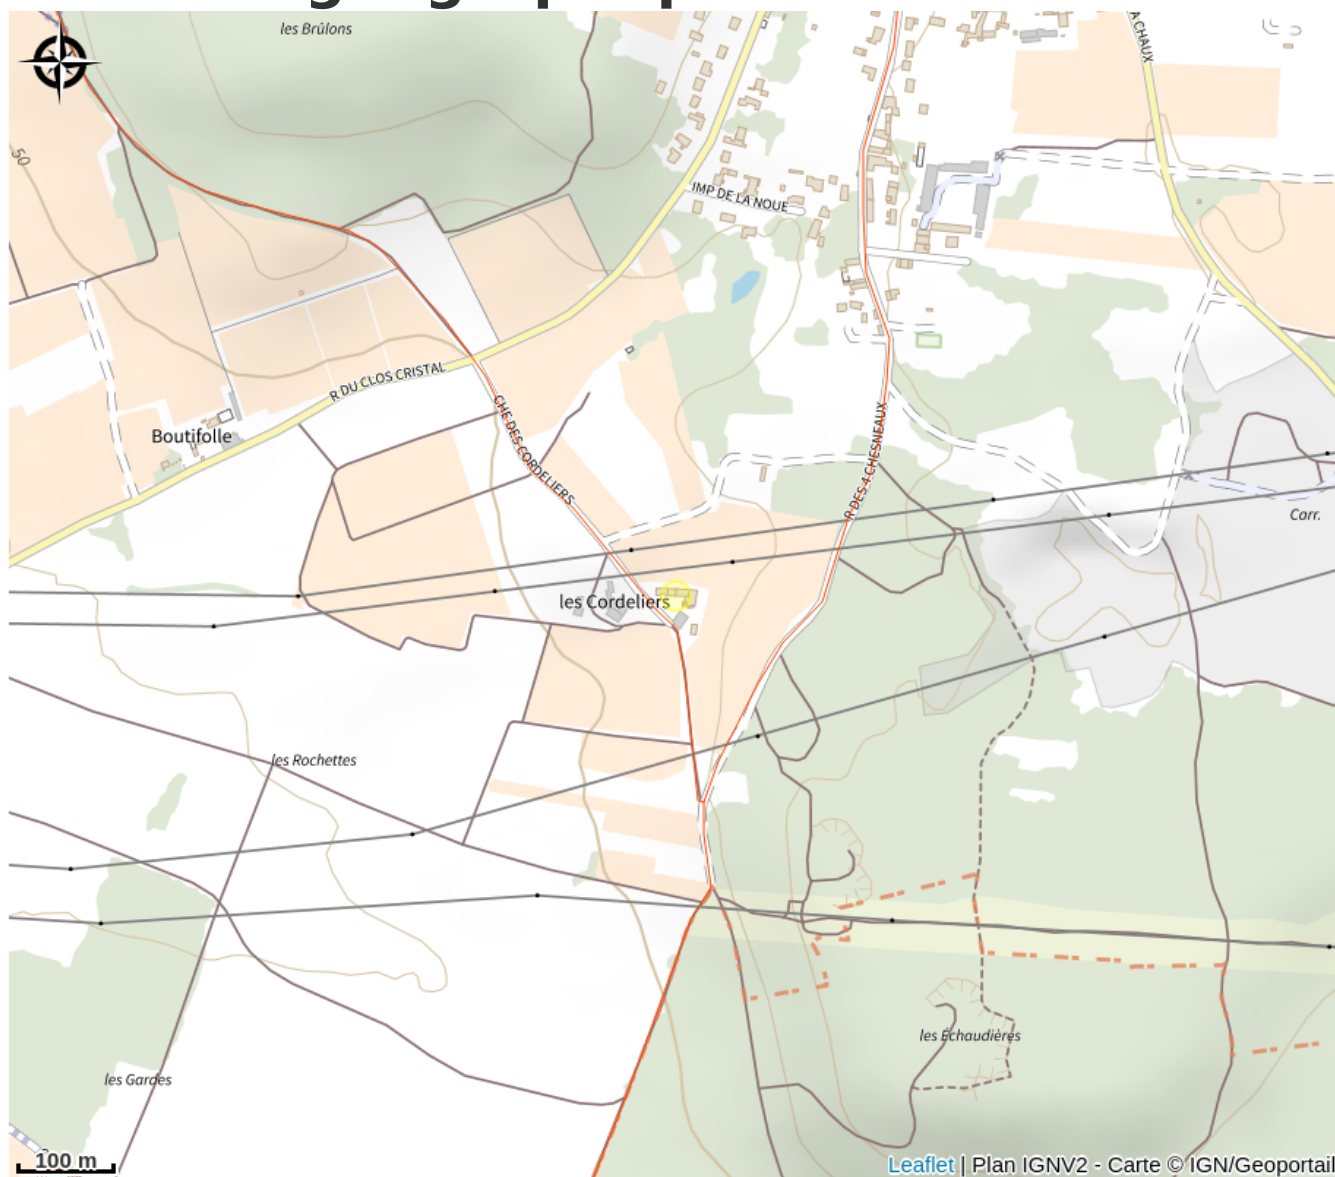 les Brûlons
A CHAUX
50
IMP DE LA NOUE
R DU CLOS CRISTAL
CHE DES CORDELIERS
R DES 4 CHESNEAUX
Boutifolle
Carr.
les Cordeliers
les Rochettes
les Échaudières
les Gardes
100 m
Leaflet | Plan IGNV2 - Carte © IGN/Geoportail